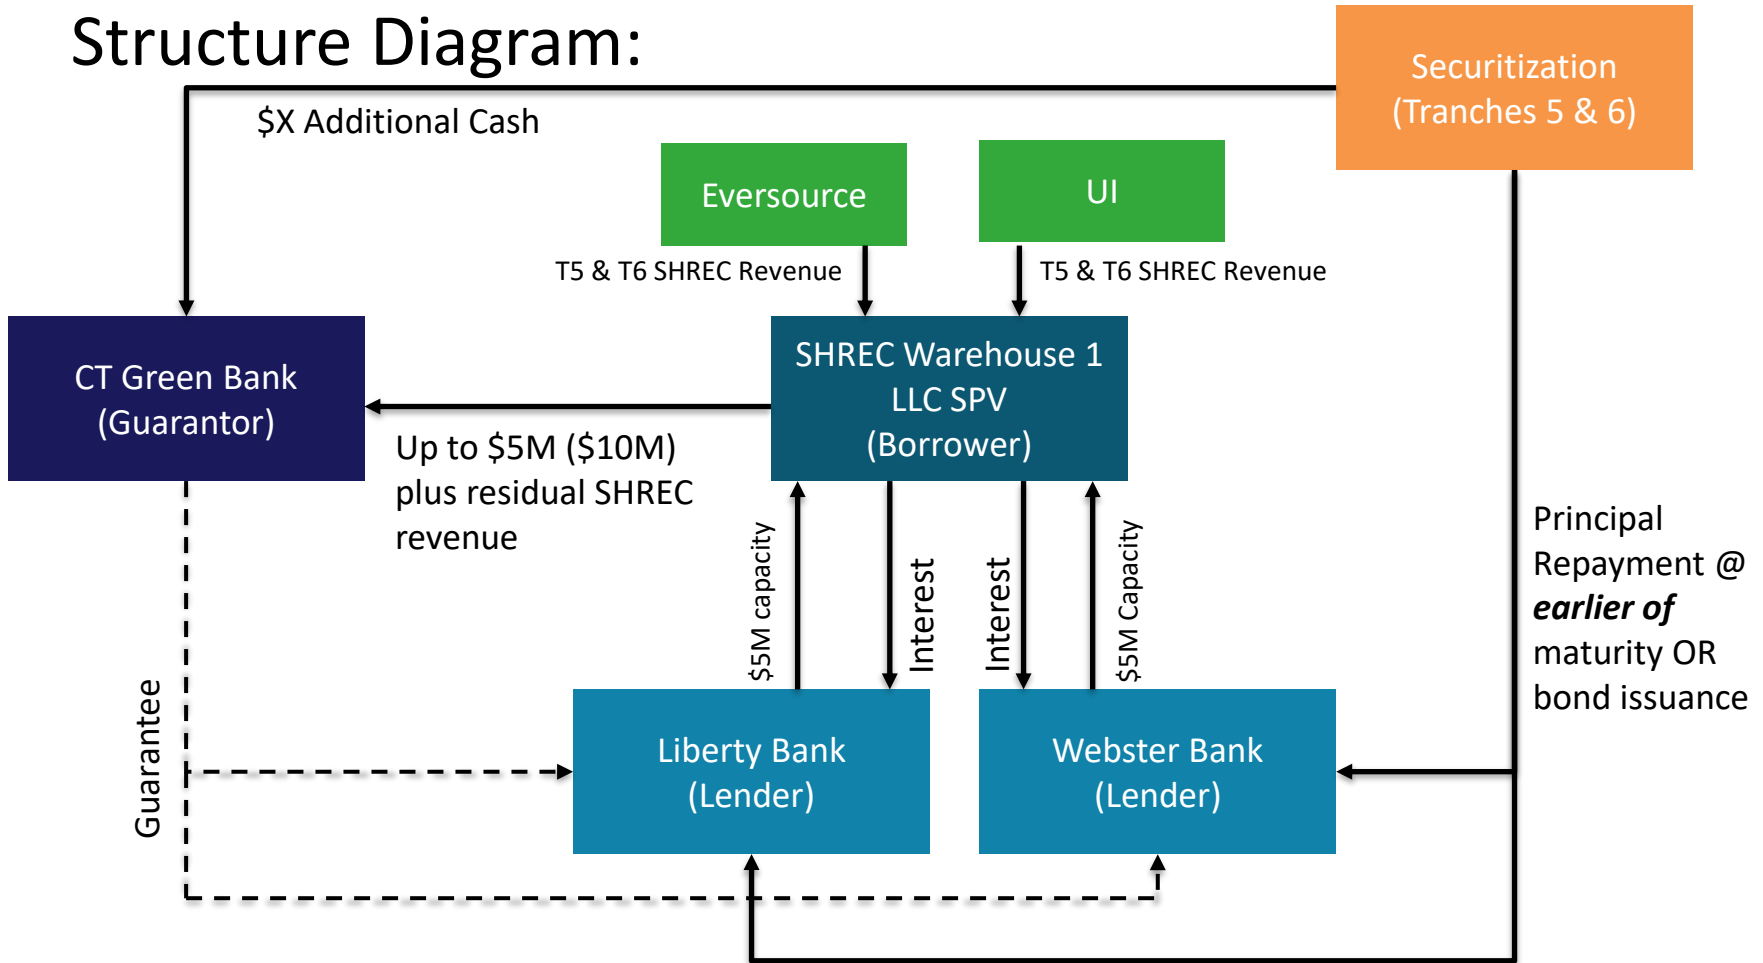 Structure Diagram:
Securitization
(Tranches 5 & 6)
$X Additional Cash
Eversource
UI
T5 & T6 SHREC Revenue
T5 & T6 SHREC Revenue
CT Green Bank
(Guarantor)
SHREC Warehouse 1
LLC SPV
(Borrower)
Up to $5M ($10M)
plus residual SHREC
revenue
$5M capacity
Interest
Interest
$5M Capacity
Principal
Repayment @
earlier of
maturity OR
bond issuance
Guarantee
Liberty Bank
(Lender)
Webster Bank
(Lender)